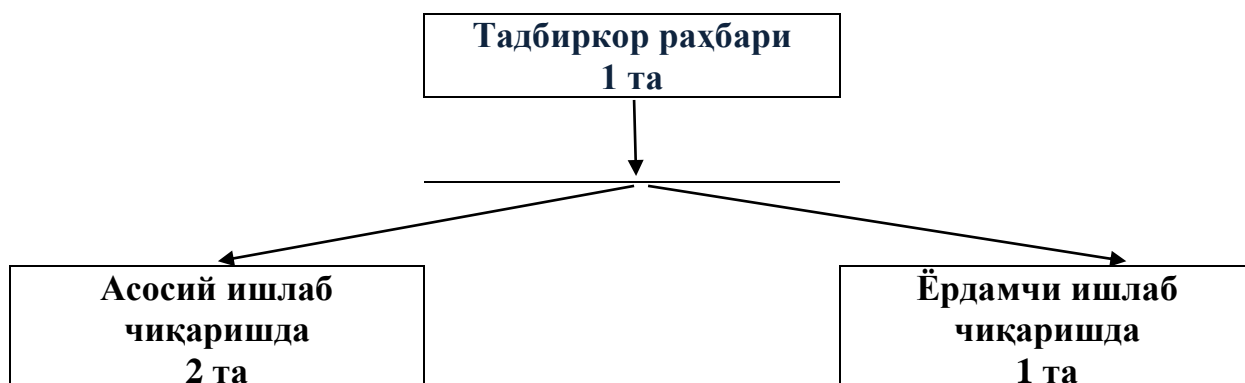 Тадбиркор раҳбари
1 та
Асосий ишлаб
чиқаришда
2 та
Ёрдамчи ишлаб
чиқаришда
1 та